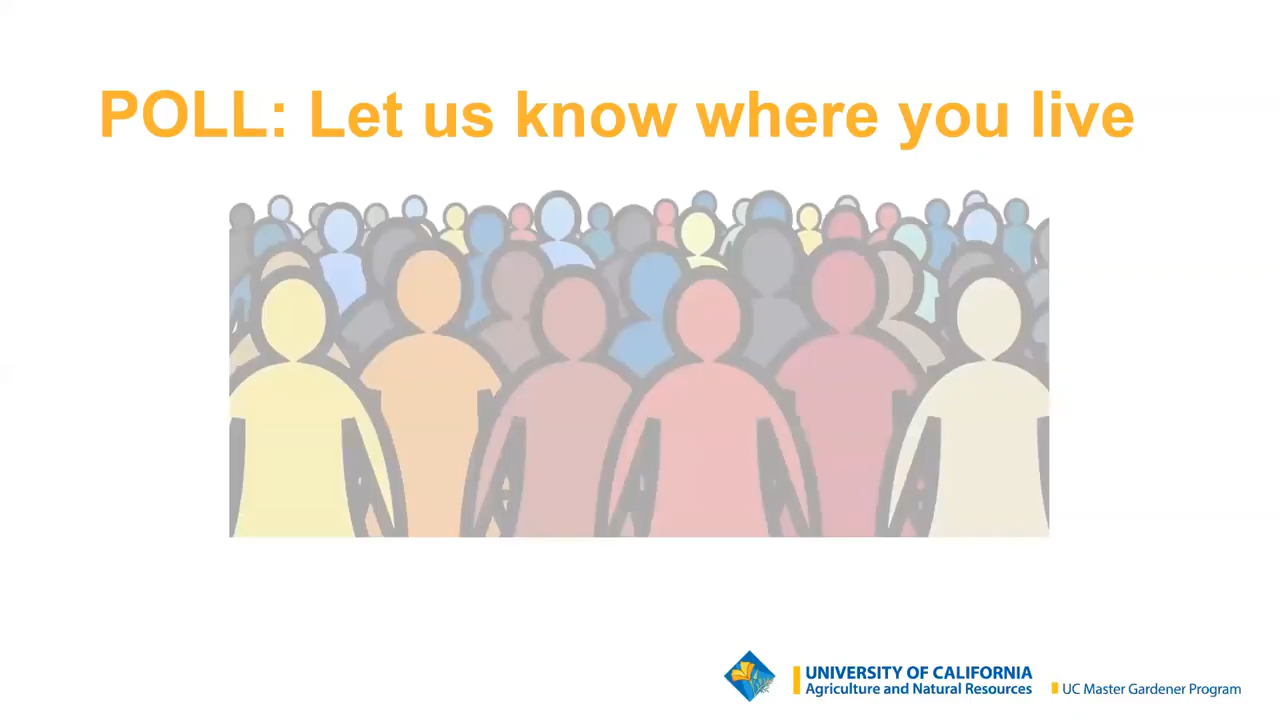 POLL: Let us know where you live
UNIVERSITY OF CALIFORNIA
Agriculture and Natural Resources
UC Master Gardener Program